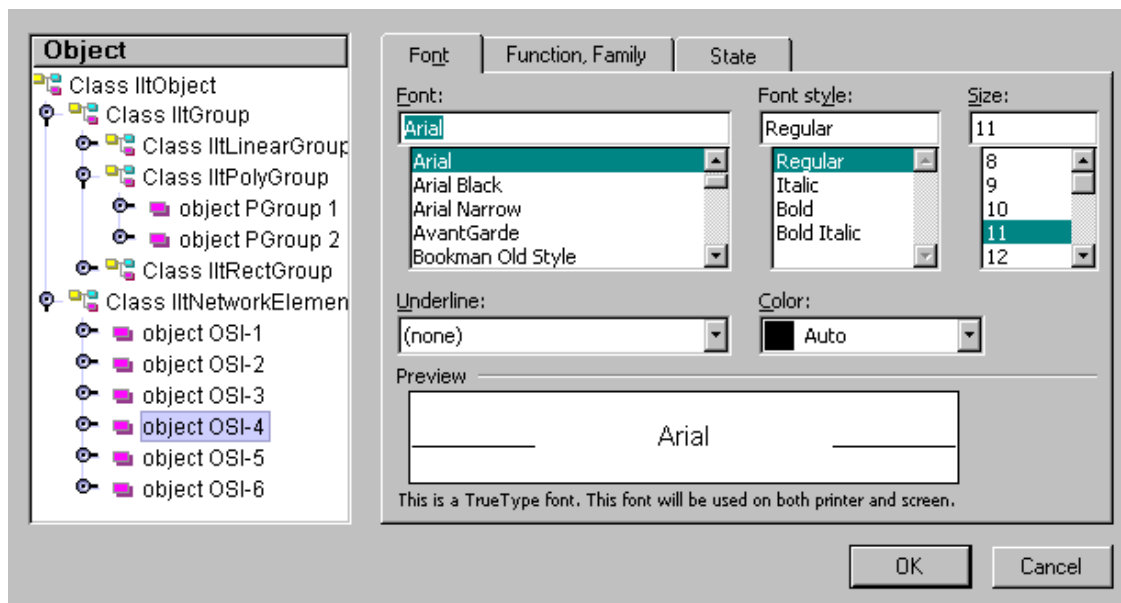 Object
Class IltObject
Class IltGroup
Class IltLinearGroup
Class IltPolyGroup
object PGroup 1
object PGroup 2
Class IltRectGroup
Class IltNetworkElemen
object OSI-1
object OSI-2
object OSI-3
object OSI-4
object OSI-5
object OSI-6
Font Function, Family State
Font: Font style: Size:
Arial Regular 11
Arial Regular 8
Arial Black Italic 9
Arial Narrow Bold 10
AvantGarde Bold Italic 11
Bookman Old Style 12
Underline: Color:
(none) Auto
Preview
Arial
This is a TrueType font. This font will be used on both printer and screen.
OK Cancel